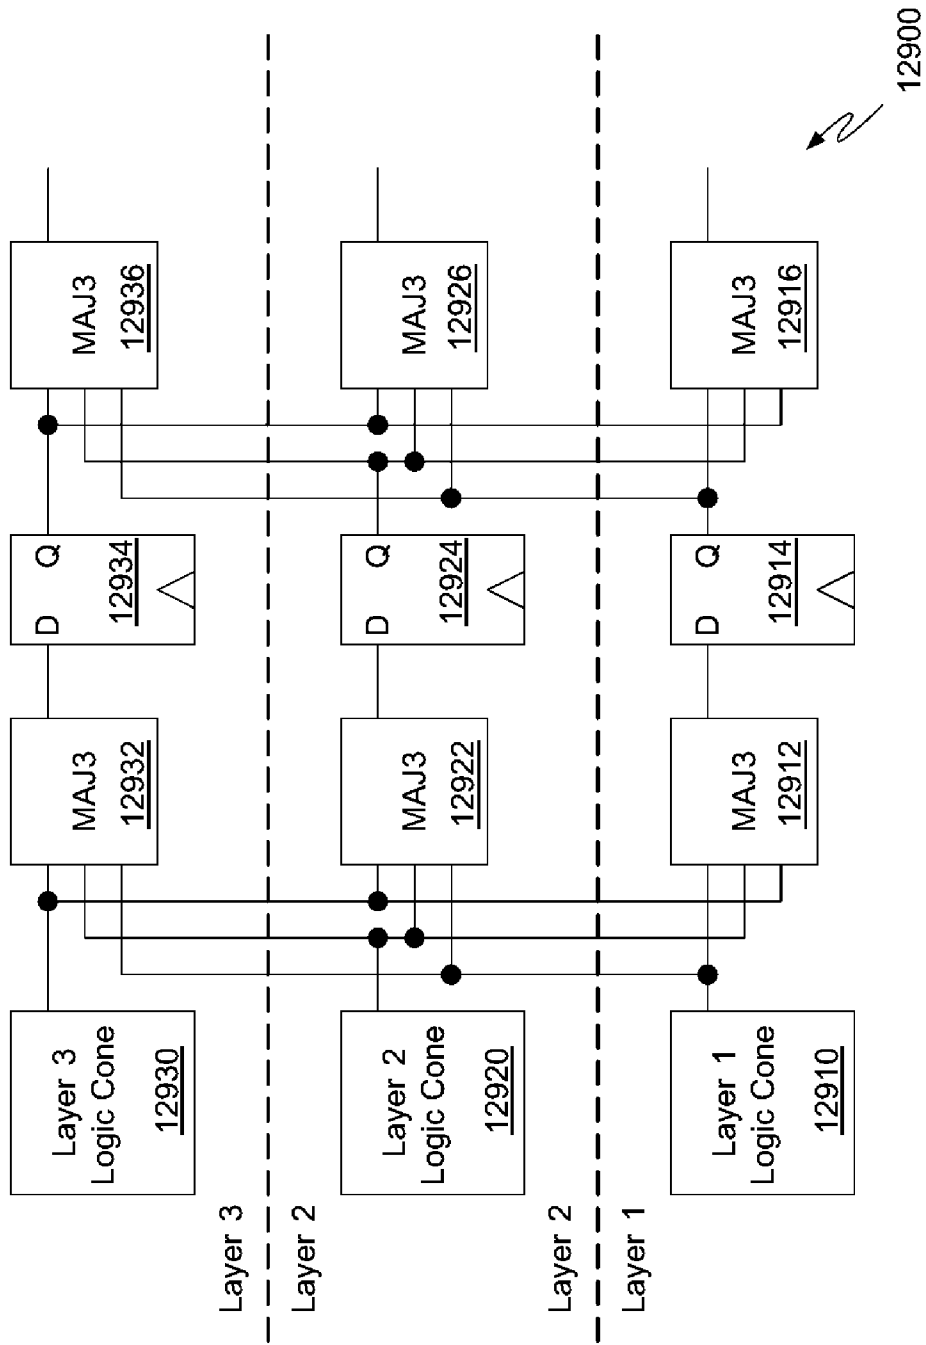 Layer 3
Logic Cone
12930
MAJ3
12932
D
Q
12934
MAJ3
12936
Layer 3
Layer 2
Layer 2
Logic Cone
12920
MAJ3
12922
D
Q
12924
MAJ3
12926
Layer 2
Layer 1
Layer 1
Logic Cone
12910
MAJ3
12912
D
Q
12914
MAJ3
12916
12900